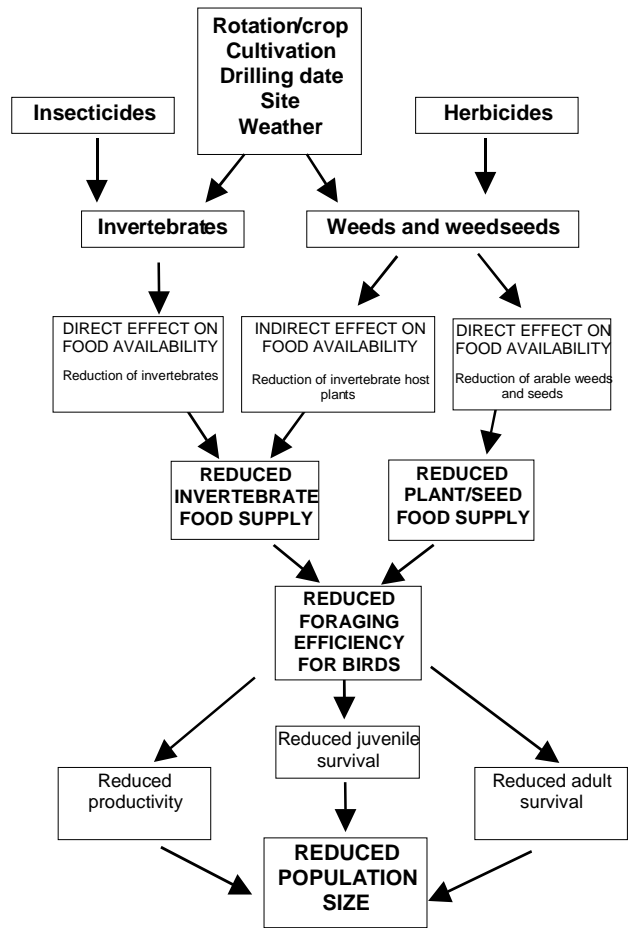 Rotation/crop
Cultivation
Drilling date
Site
Weather
Insecticides
Herbicides
Invertebrates
Weeds and weedseeds
DIRECT EFFECT ON
FOOD AVAILABILITY
Reduction of invertebrates
INDIRECT EFFECT ON
FOOD AVAILABILITY
Reduction of invertebrate host
plants
DIRECT EFFECT ON
FOOD AVAILABILITY
Reduction of arable weeds
and seeds
REDUCED
INVERTEBRATE
FOOD SUPPLY
REDUCED
PLANT/SEED
FOOD SUPPLY
REDUCED
FORAGING
EFFICIENCY
FOR BIRDS
Reduced
productivity
Reduced juvenile
survival
Reduced adult
survival
REDUCED
POPULATION
SIZE